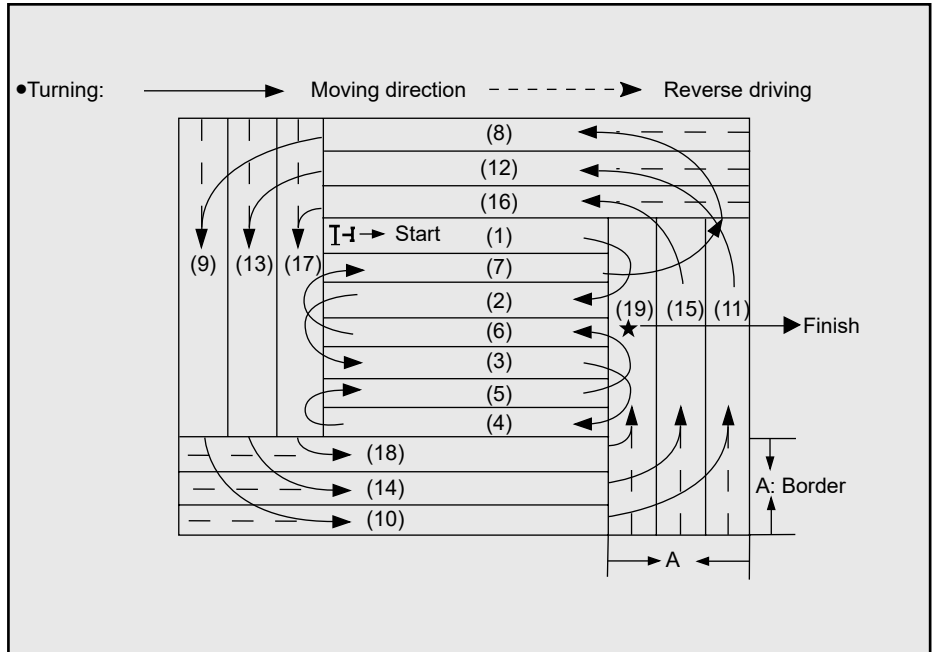 ●Turning: Moving direction Reverse driving
(8)
(12)
(16)
Start (1)
(9) (13) (17) (7)
(2)
(19) (15) (11)
(6) Finish
(3)
(5)
(4)
(18)
(14) A: Border
(10)
A